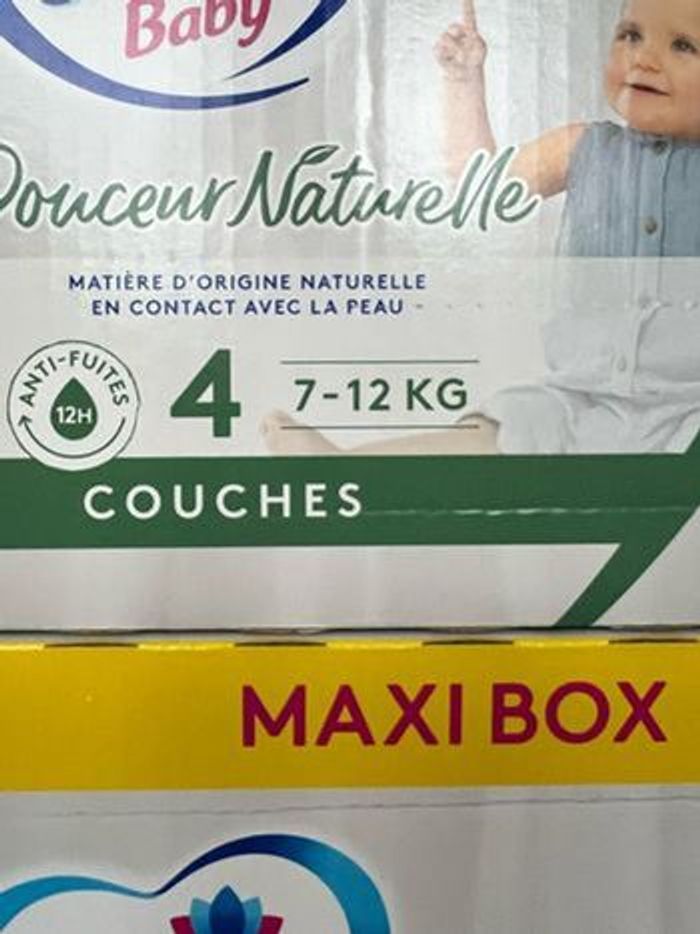 Baby
Douceur Naturelle
MATIÈRE D'ORIGINE NATURELLE
EN CONTACT AVEC LA PEAU
ANTI-FUITES
12H
4
7-12 KG
COUCHES
MAXI BOX